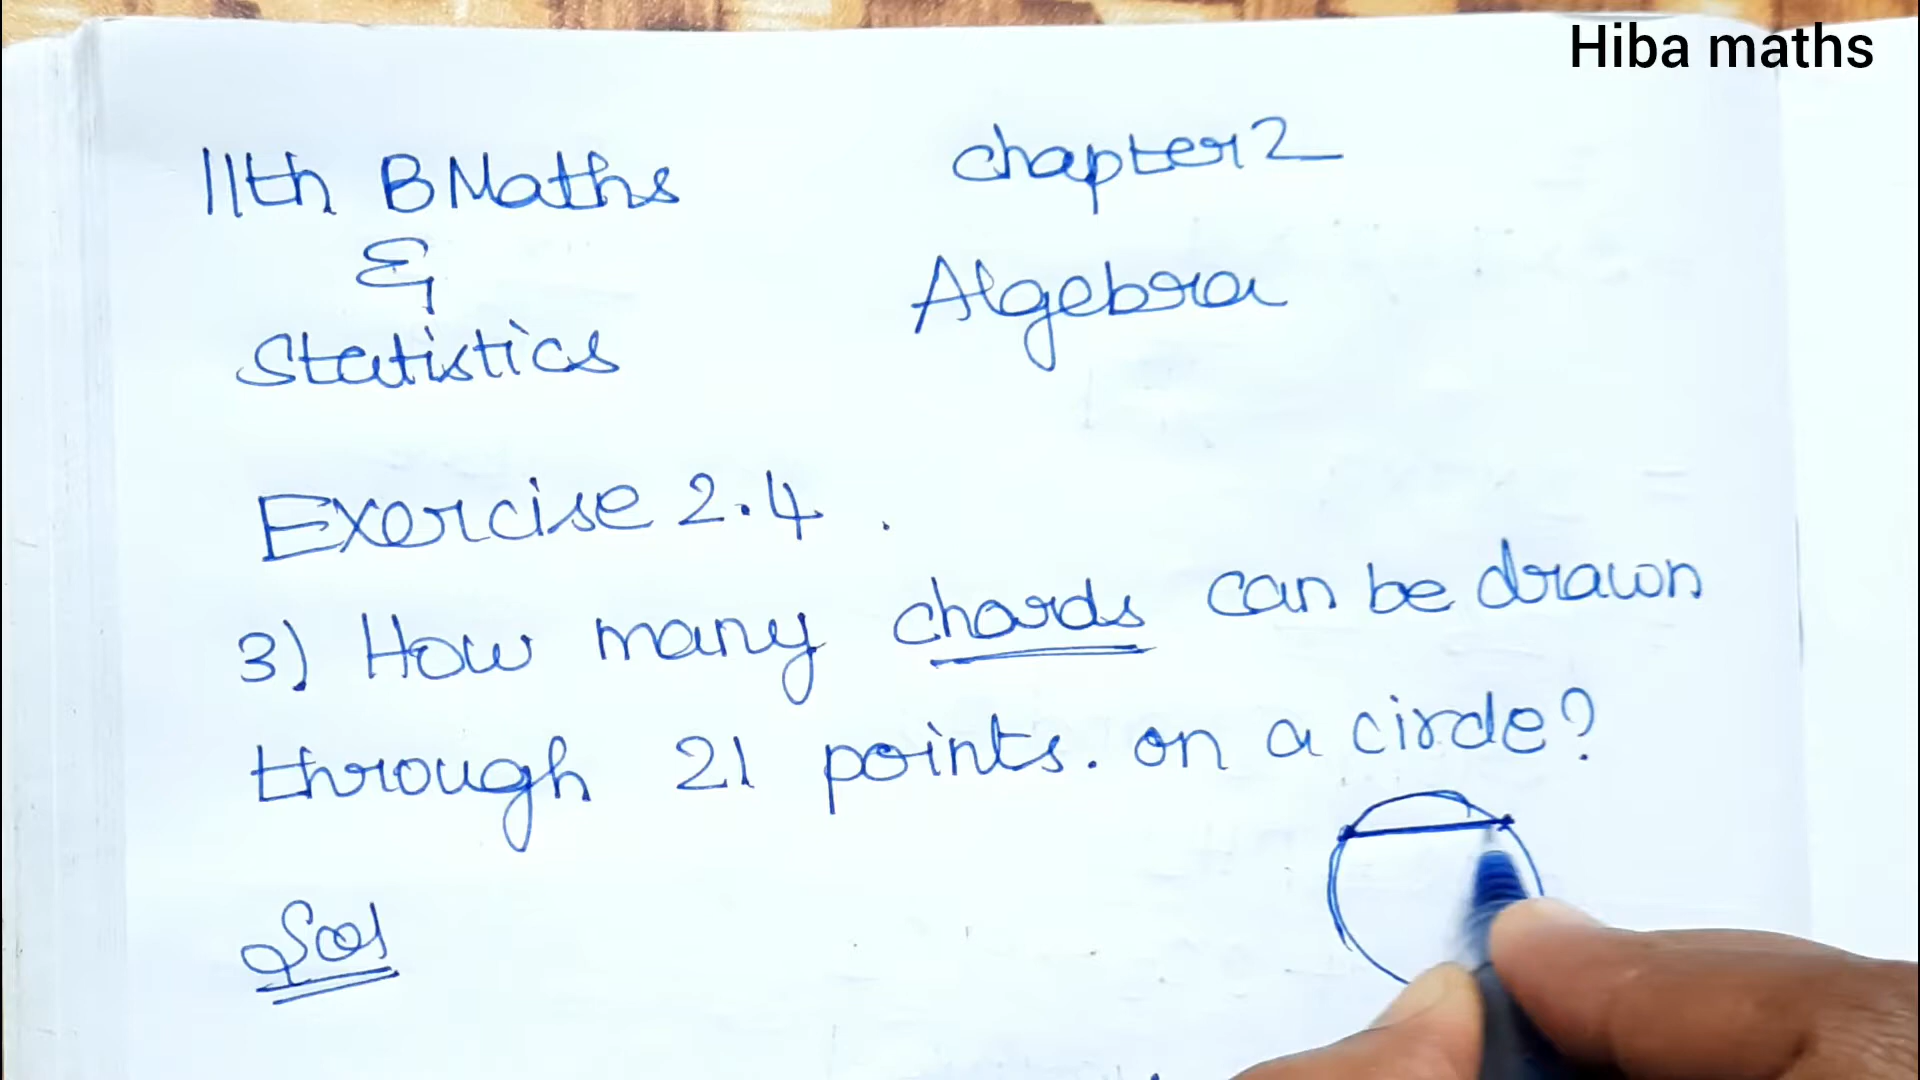 Hiba maths
11th B Maths
&
Statistics
chapter 2
Algebra
Exercise 2.4.
3) How many chords can be drawn
through 21 points. on a circle?
Sol